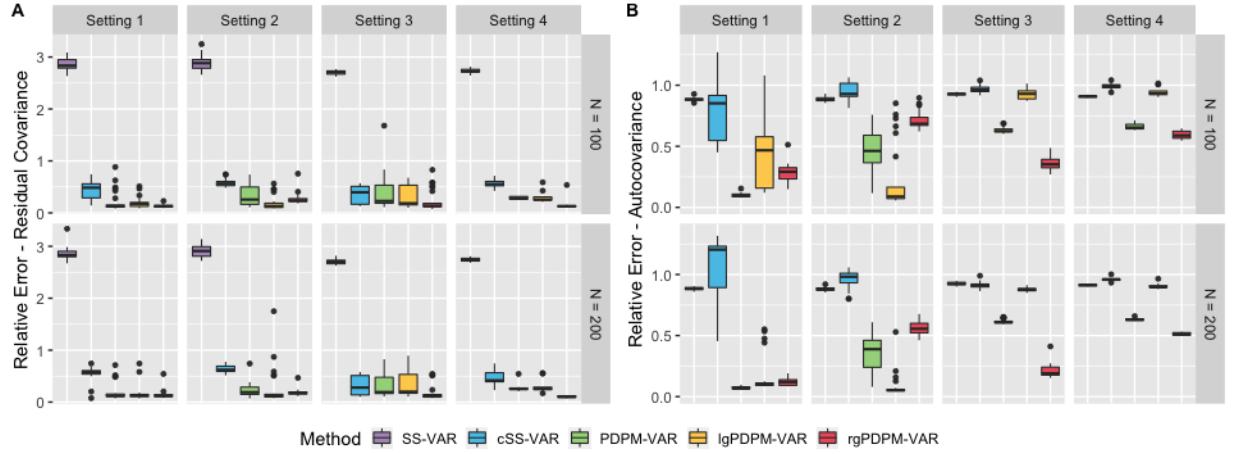 A
B
Setting 1
Setting 2
Setting 3
Setting 4
Setting 1
Setting 2
Setting 3
Setting 4
Relative Error - Residual Covariance
3
2
1
0
N = 100
3
2
1
0
N = 200
Relative Error - Autocovariance
1.0
0.5
0.0
N = 100
1.0
0.5
0.0
N = 200
Method SS-VAR cSS-VAR PDPM-VAR lgPDPM-VAR rgPDPM-VAR